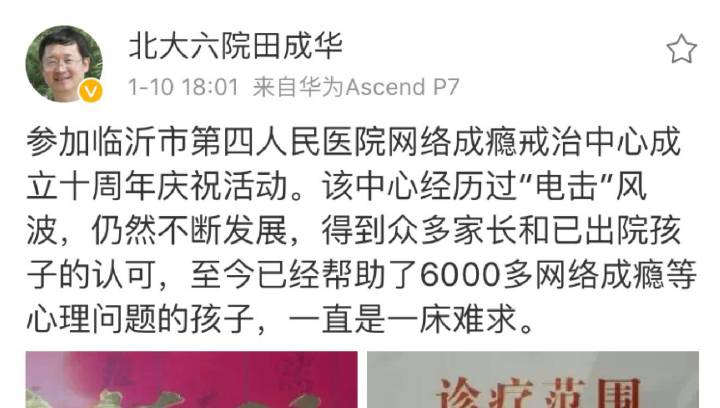 北大六院田成华
1-10 18:01 来自华为Ascend P7
参加临沂市第四人民医院网络成瘾戒治中心成
立十周年庆祝活动。该中心经历过“电击”风
波，仍然不断发展，得到众多家长和已出院孩
子的认可，至今已经帮助了6000多网络成瘾等
心理问题的孩子，一直是一床难求。
诊疗范围